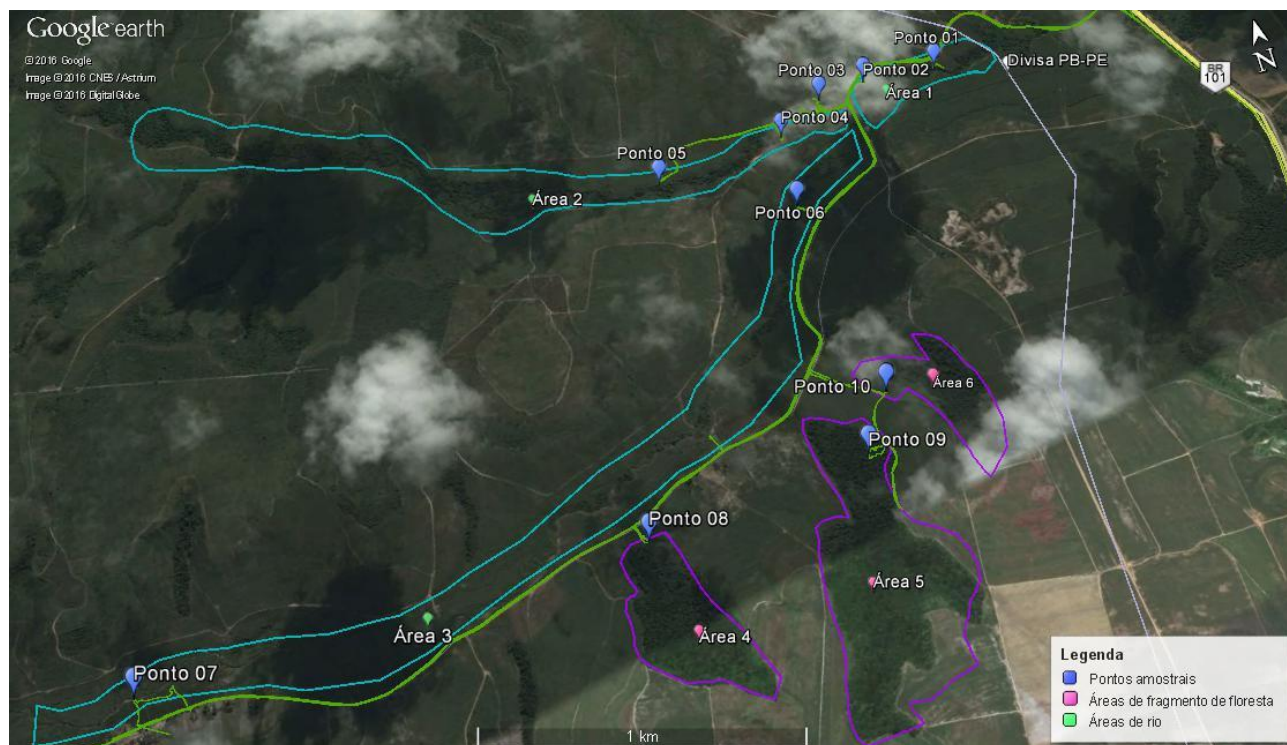 Google earth
© 2016 Google
Image © 2016 CNES / Astrium
Image © 2016 DigitalGlobe
Ponto 01
Divisa PB-PE
BR
101
N
Ponto 03
Ponto 02
Área 1
Ponto 04
Ponto 05
Área 2
Ponto 06
Ponto 10
Área 6
Ponto 09
Ponto 08
Área 5
Área 3
Área 4
Ponto 07
Legenda
Pontos amostrais
Áreas de fragmento de floresta
Áreas de rio
1 km